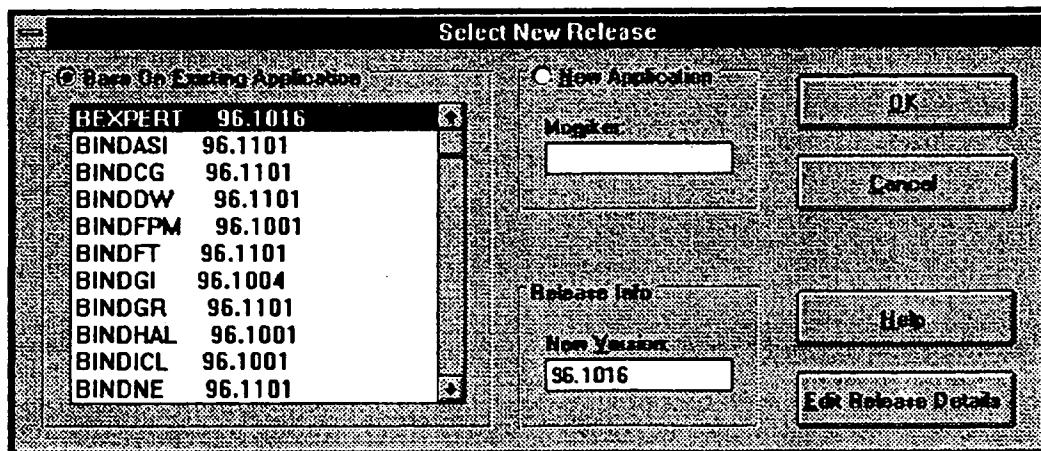 Select New Release
Base On Existing Application
BEXPERT 96.1016
BINDASI 96.1101
BINDCG 96.1101
BINDDW 96.1101
BINDFPM 96.1001
BINDFT 96.1101
BINDGI 96.1004
BINDGR 96.1101
BINDHAL 96.1001
BINDICL 96.1001
BINDNE 96.1101
New Application
Moniker:
Release Info
New Version:
96.1016
OK
Cancel
Help
Edit Release Details